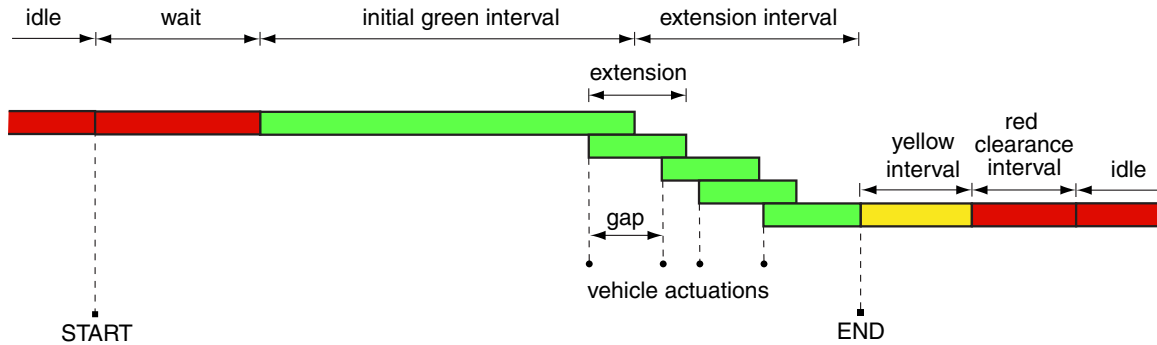 idle
wait
initial green interval
extension interval
extension
yellow
interval
red
clearance
interval
idle
gap
vehicle actuations
START
END